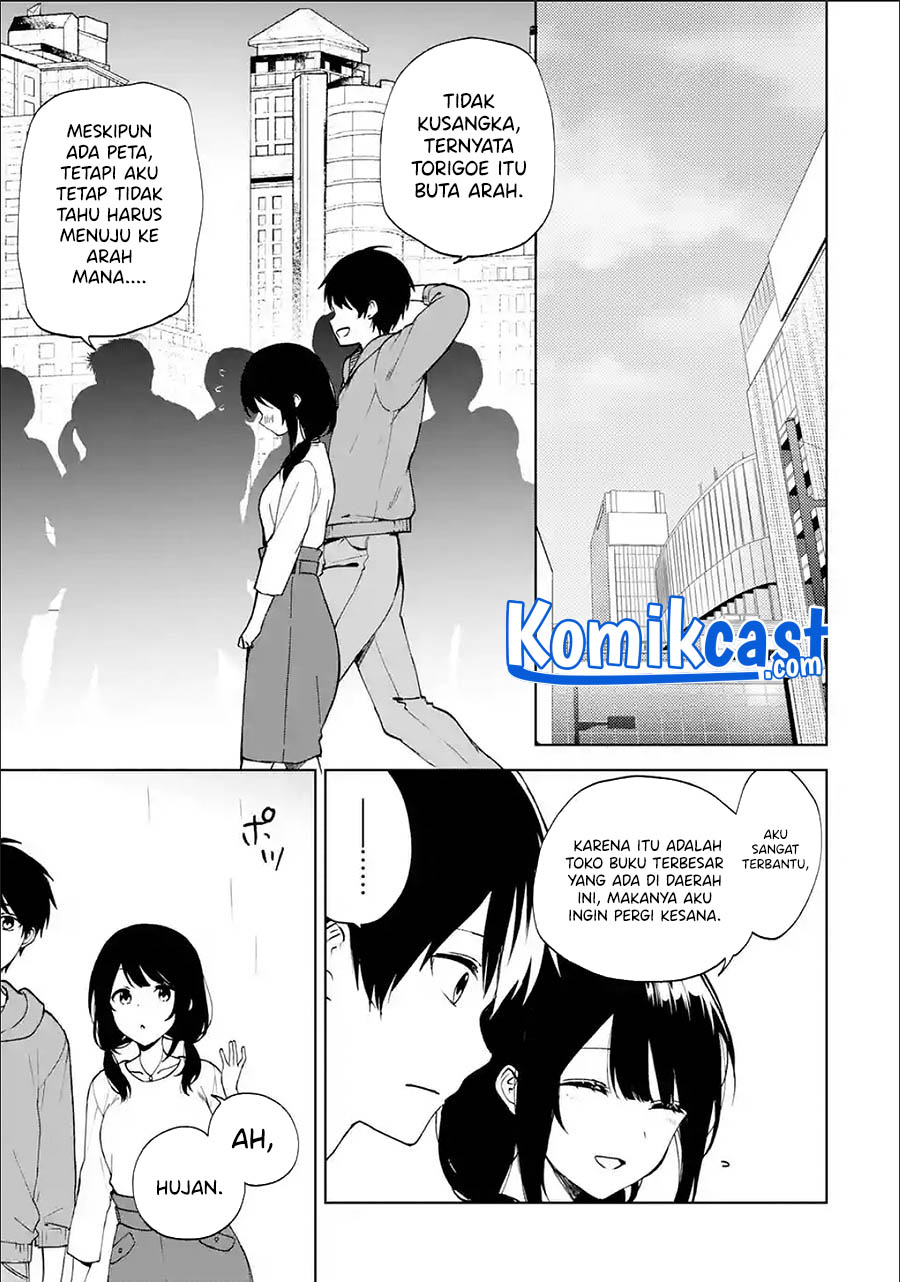 TIDAK
KUSANGKA,
TERNYATA
TORIGOE ITU
BUTA ARAH.
MESKIPUN
ADA PETA,
TETAPI AKU
TETAP TIDAK
TAHU HARUS
MENUJU KE
ARAH
MANA....
Komikcast
.com
AKU
SANGAT
TERBANTU,
KARENA ITU ADALAH
TOKO BUKU TERBESAR
YANG ADA DI DAERAH
INI, MAKANYA AKU
INGIN PERGI KESANA.
………
ポツ
AH,
HUJAN.